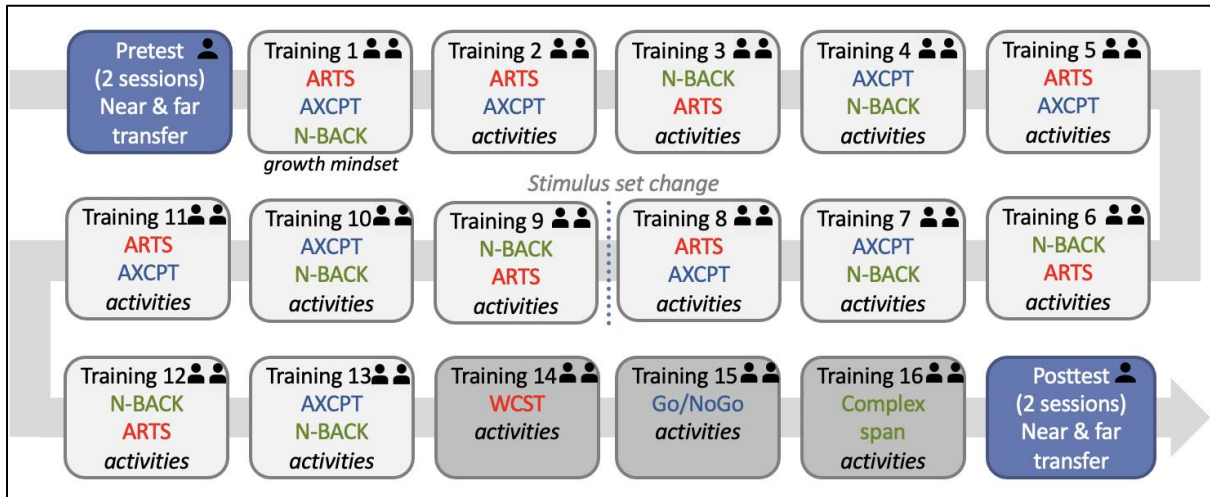 Pretest
(2 sessions)
Near & far
transfer
Training 1
ARTS
AXCPT
N-BACK
growth mindset
Training 2
ARTS
AXCPT
activities
Training 3
N-BACK
ARTS
activities
Training 4
AXCPT
N-BACK
activities
Training 5
ARTS
AXCPT
activities
Stimulus set change
Training 6
N-BACK
ARTS
activities
Training 7
AXCPT
N-BACK
activities
Training 8
ARTS
AXCPT
activities
Training 9
N-BACK
ARTS
activities
Training 10
AXCPT
N-BACK
activities
Training 11
ARTS
AXCPT
activities
Training 12
N-BACK
ARTS
activities
Training 13
AXCPT
N-BACK
activities
Training 14
WCST
activities
Training 15
Go/NoGo
activities
Training 16
Complex
span
activities
Posttest
(2 sessions)
Near & far
transfer